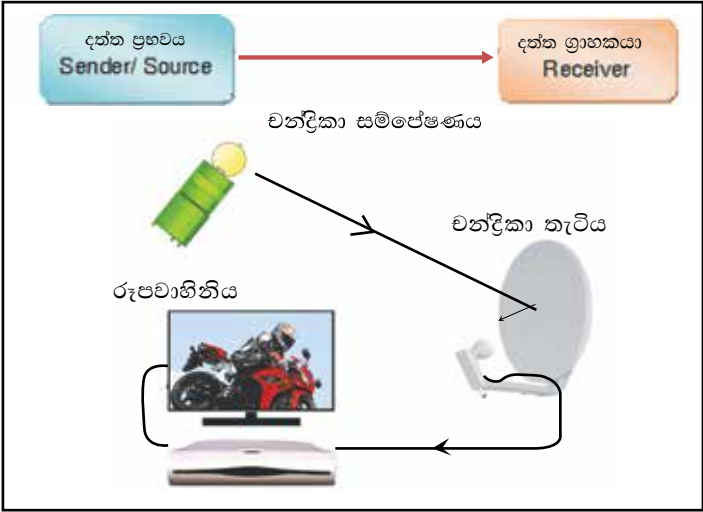 දත්ත ප්‍රභවය
Sender/ Source
දත්ත ග්‍රාහකයා
Receiver
චන්ද්‍රිකා සම්ප්‍රේෂණය
චන්ද්‍රිකා තැටිය
රූපවාහිනිය